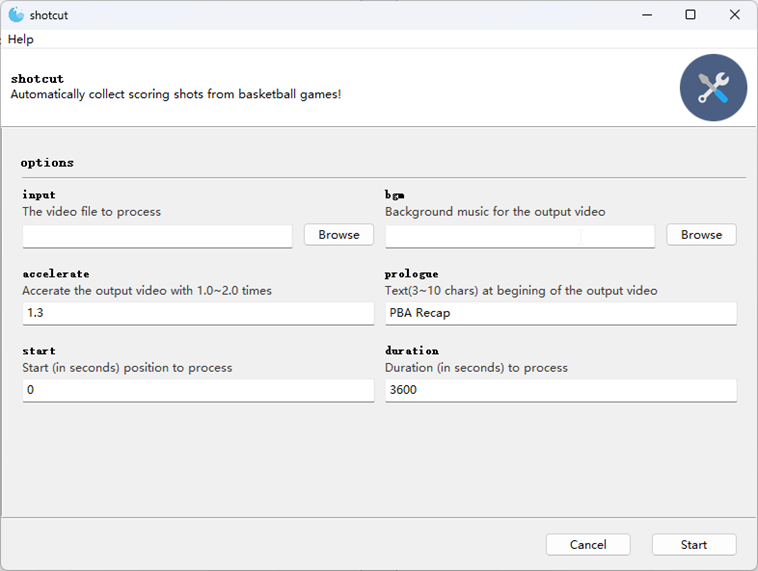 shotcut
Help
shotcut
Automatically collect scoring shots from basketball games!
options
input
The video file to process
Browse
bgm
Background music for the output video
Browse
accelerate
Accerate the output video with 1.0~2.0 times
1.3
prologue
Text(3~10 chars) at begining of the output video
PBA Recap
start
Start (in seconds) position to process
0
duration
Duration (in seconds) to process
3600
Cancel
Start